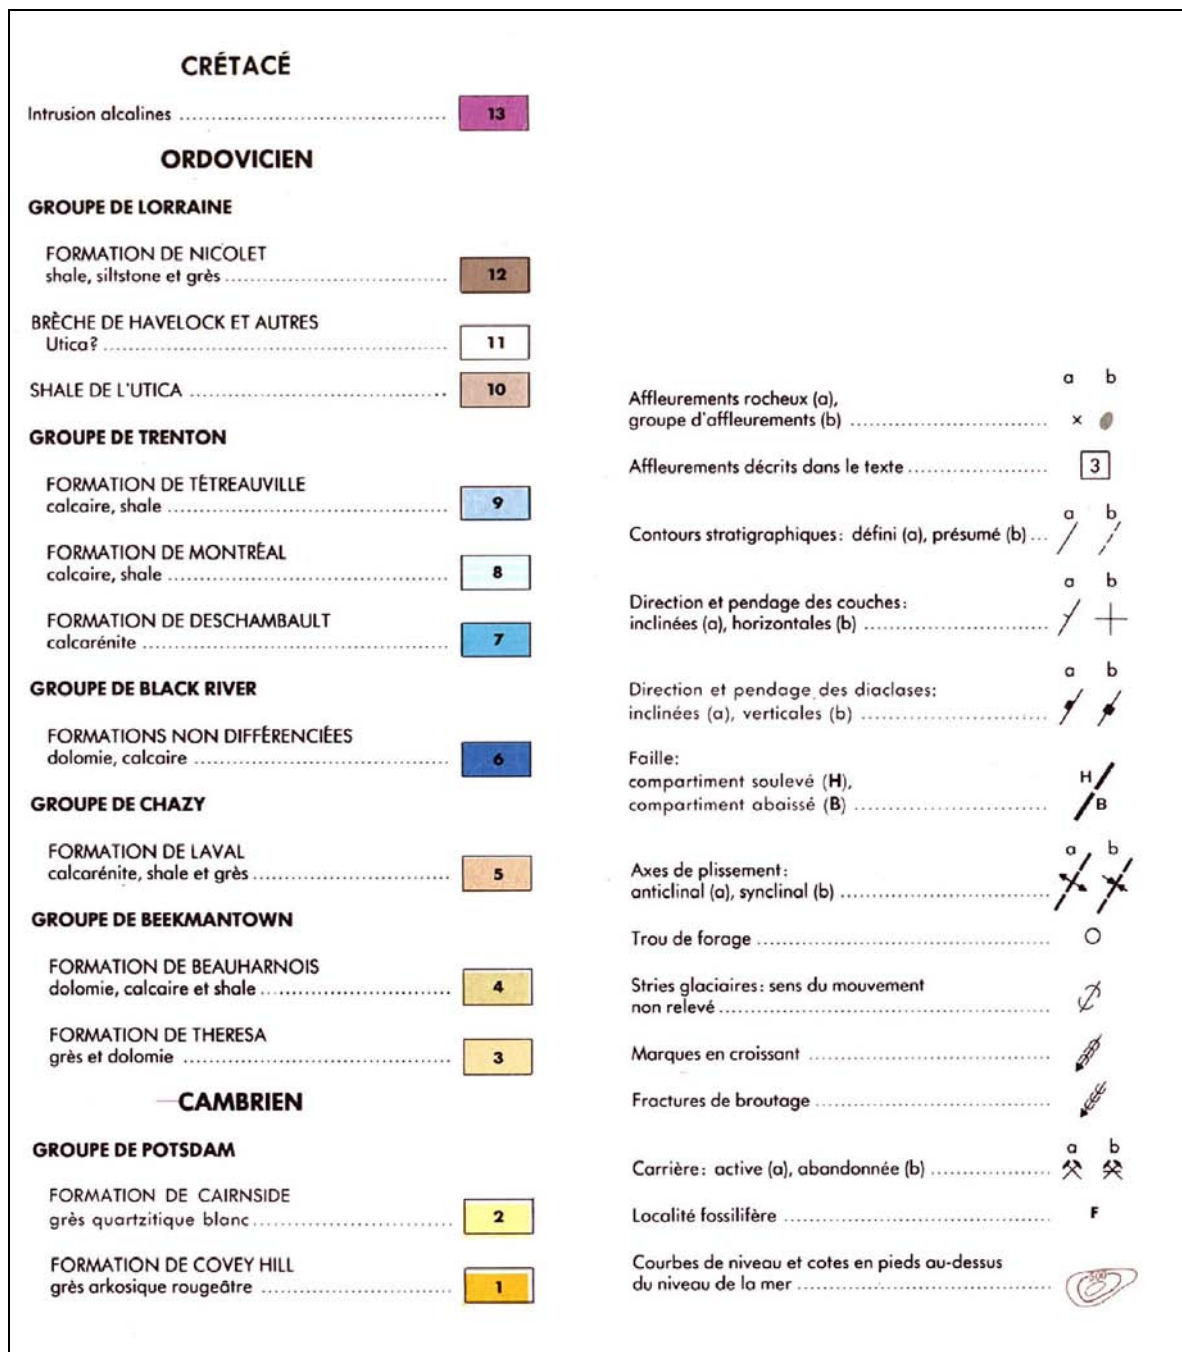 CRÉTACÉ
Intrusion alcalines ........ 13
ORDOVICIEN
GROUPE DE LORRAINE
FORMATION DE NICOLET
shale, siltstone et grès ........ 12
BRÈCHE DE HAVELOCK ET AUTRES
Utica? ........ 11
SHALE DE L'UTICA ........ 10
GROUPE DE TRENTON
FORMATION DE TÉTREAUVILLE
calcaire, shale ........ 9
FORMATION DE MONTRÉAL
calcaire, shale ........ 8
FORMATION DE DESCHAMBAULT
calcarénite ........ 7
GROUPE DE BLACK RIVER
FORMATIONS NON DIFFÉRENCIÉES
dolomie, calcaire ........ 6
GROUPE DE CHAZY
FORMATION DE LAVAL
calcarénite, shale et grès ........ 5
GROUPE DE BEEKMANTOWN
FORMATION DE BEAUHARNOIS
dolomie, calcaire et shale ........ 4
FORMATION DE THERESA
grès et dolomie ........ 3
CAMBRIEN
GROUPE DE POTSDAM
FORMATION DE CAIRNSIDE
grès quartzitique blanc ........ 2
FORMATION DE COVEY HILL
grès arkosique rougeâtre ........ 1
a b
Affleurements rocheux (a),
groupe d'affleurements (b) ........
Affleurements décrits dans le texte ........ 3
a b
Contours stratigraphiques: défini (a), présumé (b) ...
a b
Direction et pendage des couches:
inclinées (a), horizontales (b) ........
a b
Direction et pendage des diaclases:
inclinées (a), verticales (b) ........
Faille:
compartiment soulevé (H), H
compartiment abaissé (B) ........ B
a b
Axes de plissement:
anticlinal (a), synclinal (b) ........
Trou de forage ........
Stries glaciaires: sens du mouvement
non relevé ........
Marques en croissant ........
Fractures de broutage ........
a b
Carrière: active (a), abandonnée (b) ........
Localité fossilifère ........ F
Courbes de niveau et cotes en pieds au-dessus
du niveau de la mer ........ 500